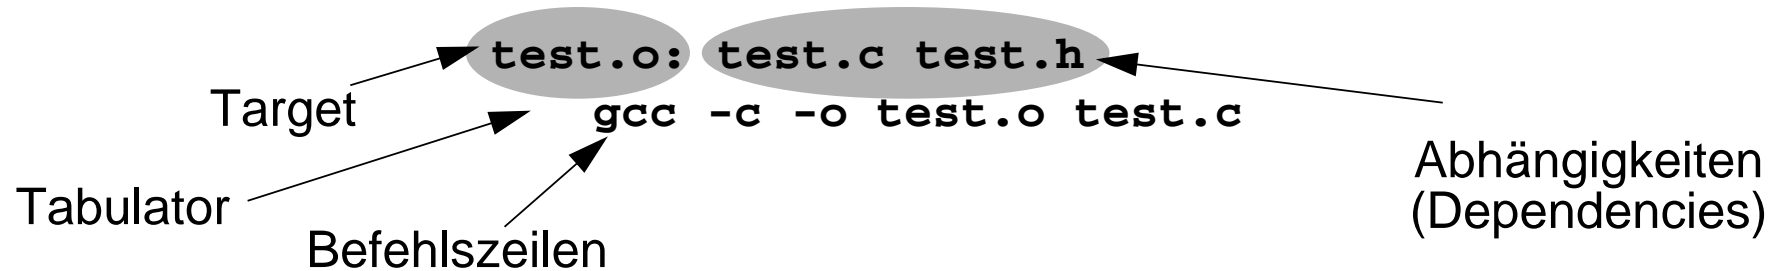 test.o: test.c test.h
Target
gcc -c -o test.o test.c
Abhängigkeiten
(Dependencies)
Tabulator
Befehlszeilen